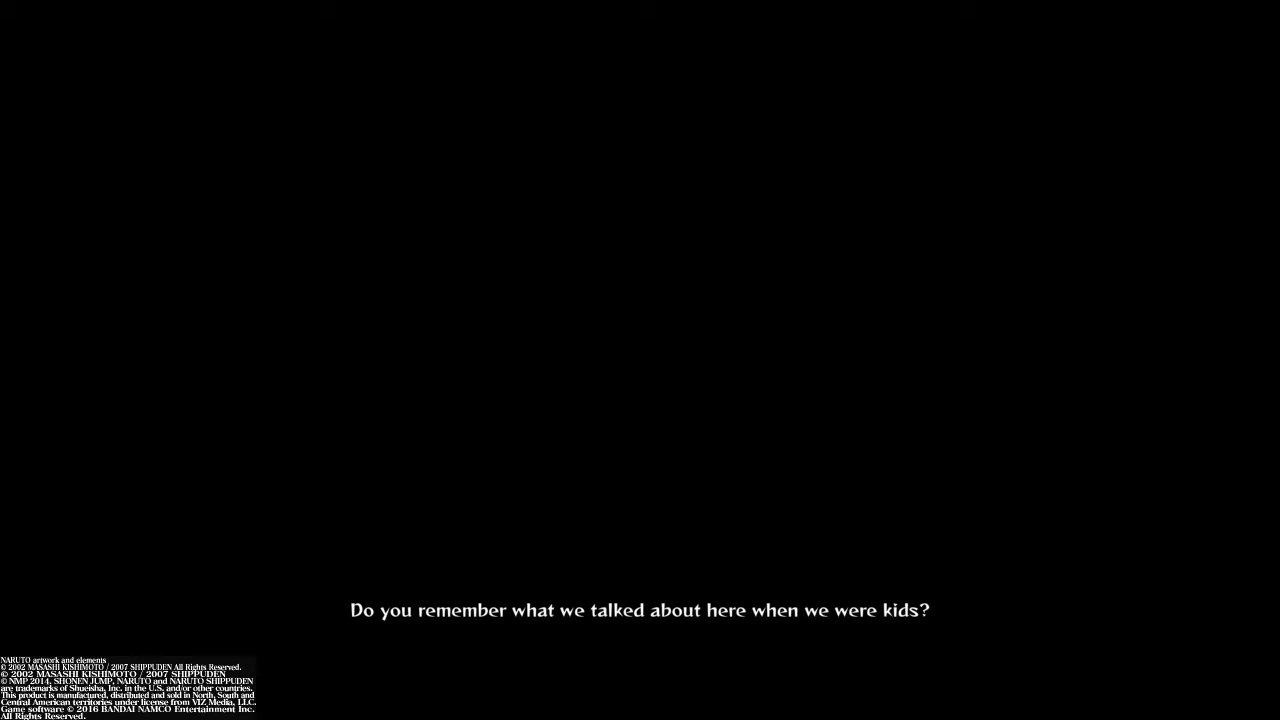 Do you remember what we talked about here when we were kids?
NARUTO artwork and elements
© 2002 MASASHI KISHIMOTO / 2007 SHIPPUDEN All Rights Reserved.
© 2002 MASASHI KISHIMOTO / 2007 SHIPPUDEN
© NMP 2014, SHONEN JUMP, NARUTO and NARUTO SHIPPUDEN
are trademarks of Shueisha, Inc. in the U.S. and/or other countries.
This product is manufactured, distributed and sold in North, South and
Central American territories under license from VIZ Media, LLC.
Game software © 2016 BANDAI NAMCO Entertainment Inc.
All Rights Reserved.